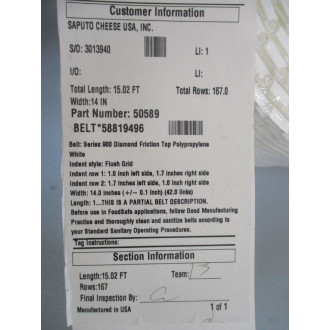 Customer Information
SAPUTO CHEESE USA, INC.
S/O: 3013940 LI: 1
I/O: LI:
Total Length: 15.02 FT Total Rows: 167.0
Width:14 IN
Part Number: 50589
BELT*58819496
Belt: Series 900 Diamond Friction Top Polypropylene
White
Indent style: Flush Grid
Indent row 1: 1.0 inch left side, 1.7 inches right side
Indent row 2: 1.7 inches left side, 1.0 inch right side
Width: 14.0 inches (+/- 0.1 inch) (42.0 links)
Length: 1...THIS IS A PARTIAL BELT DESCRIPTION.
Before use in FoodSafe applications, follow Good Manufacturing
Practice and thoroughly clean and sanitize belts according to
your Standard Sanitary Operating Procedures.
Tag Instructions:
Section Information
Length:15.02 FT Team:
Rows:167
Final Inspection By:
Manufactured in USA 1 of 1